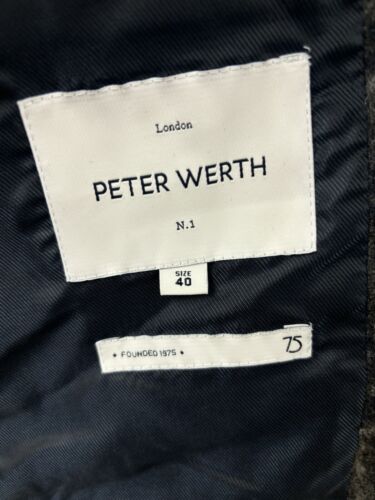 London
PETER WERTH
N.1
SIZE
40
• FOUNDED 1975 •
75